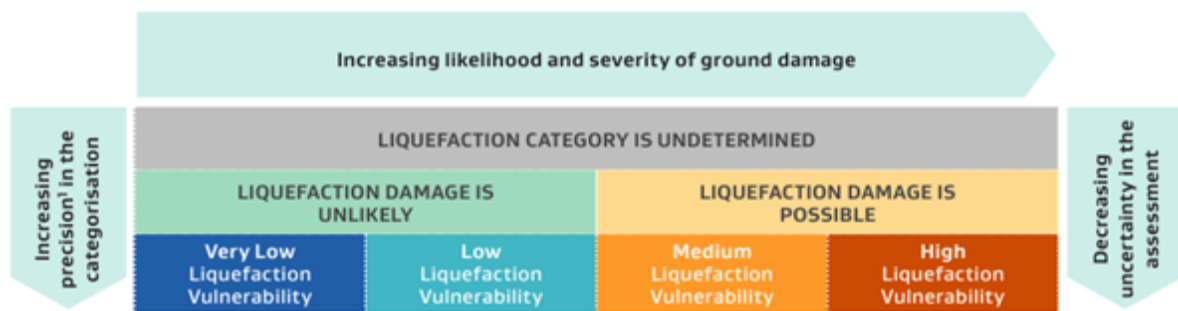 Increasing likelihood and severity of ground damage
Increasing
precision¹ in the
categorisation
LIQUEFACTION CATEGORY IS UNDETERMINED
LIQUEFACTION DAMAGE IS
UNLIKELY
LIQUEFACTION DAMAGE IS
POSSIBLE
Very Low
Liquefaction
Vulnerability
Low
Liquefaction
Vulnerability
Medium
Liquefaction
Vulnerability
High
Liquefaction
Vulnerability
Decreasing
uncertainty in the
assessment